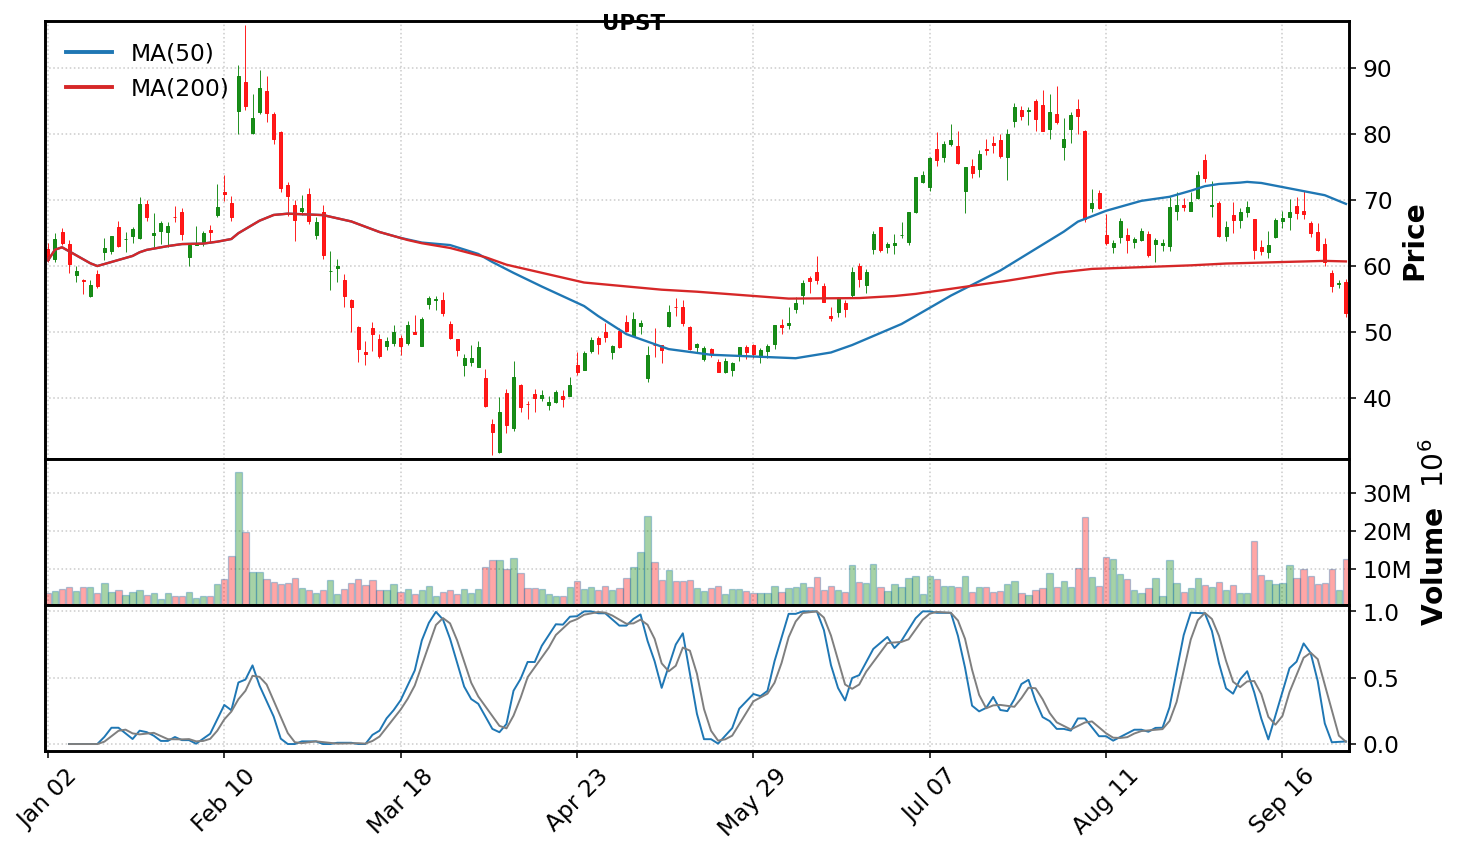 UPST
MA(50)
MA(200)
90
80
70
60
50
40
Price
30M
20M
10M
Volume 10^6
1.0
0.5
0.0
Jan 02
Feb 10
Mar 18
Apr 23
May 29
Jul 07
Aug 11
Sep 16